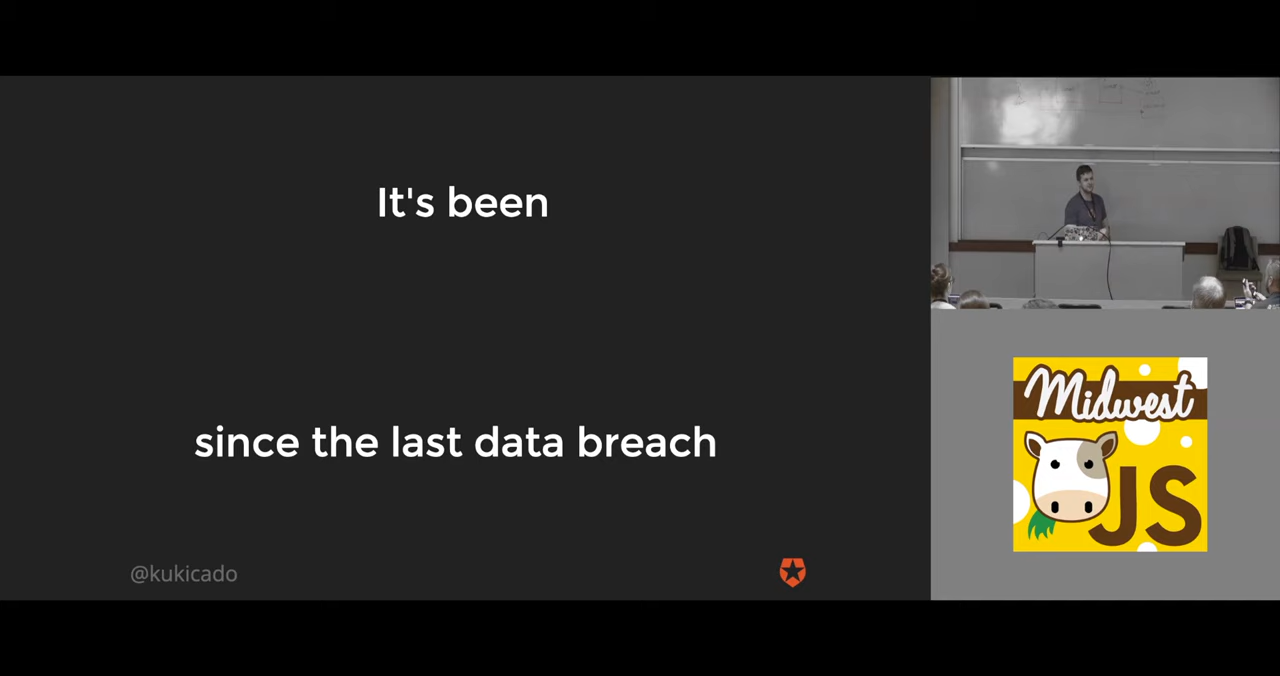 It's been
since the last data breach
@kukicado
Midwest
JS